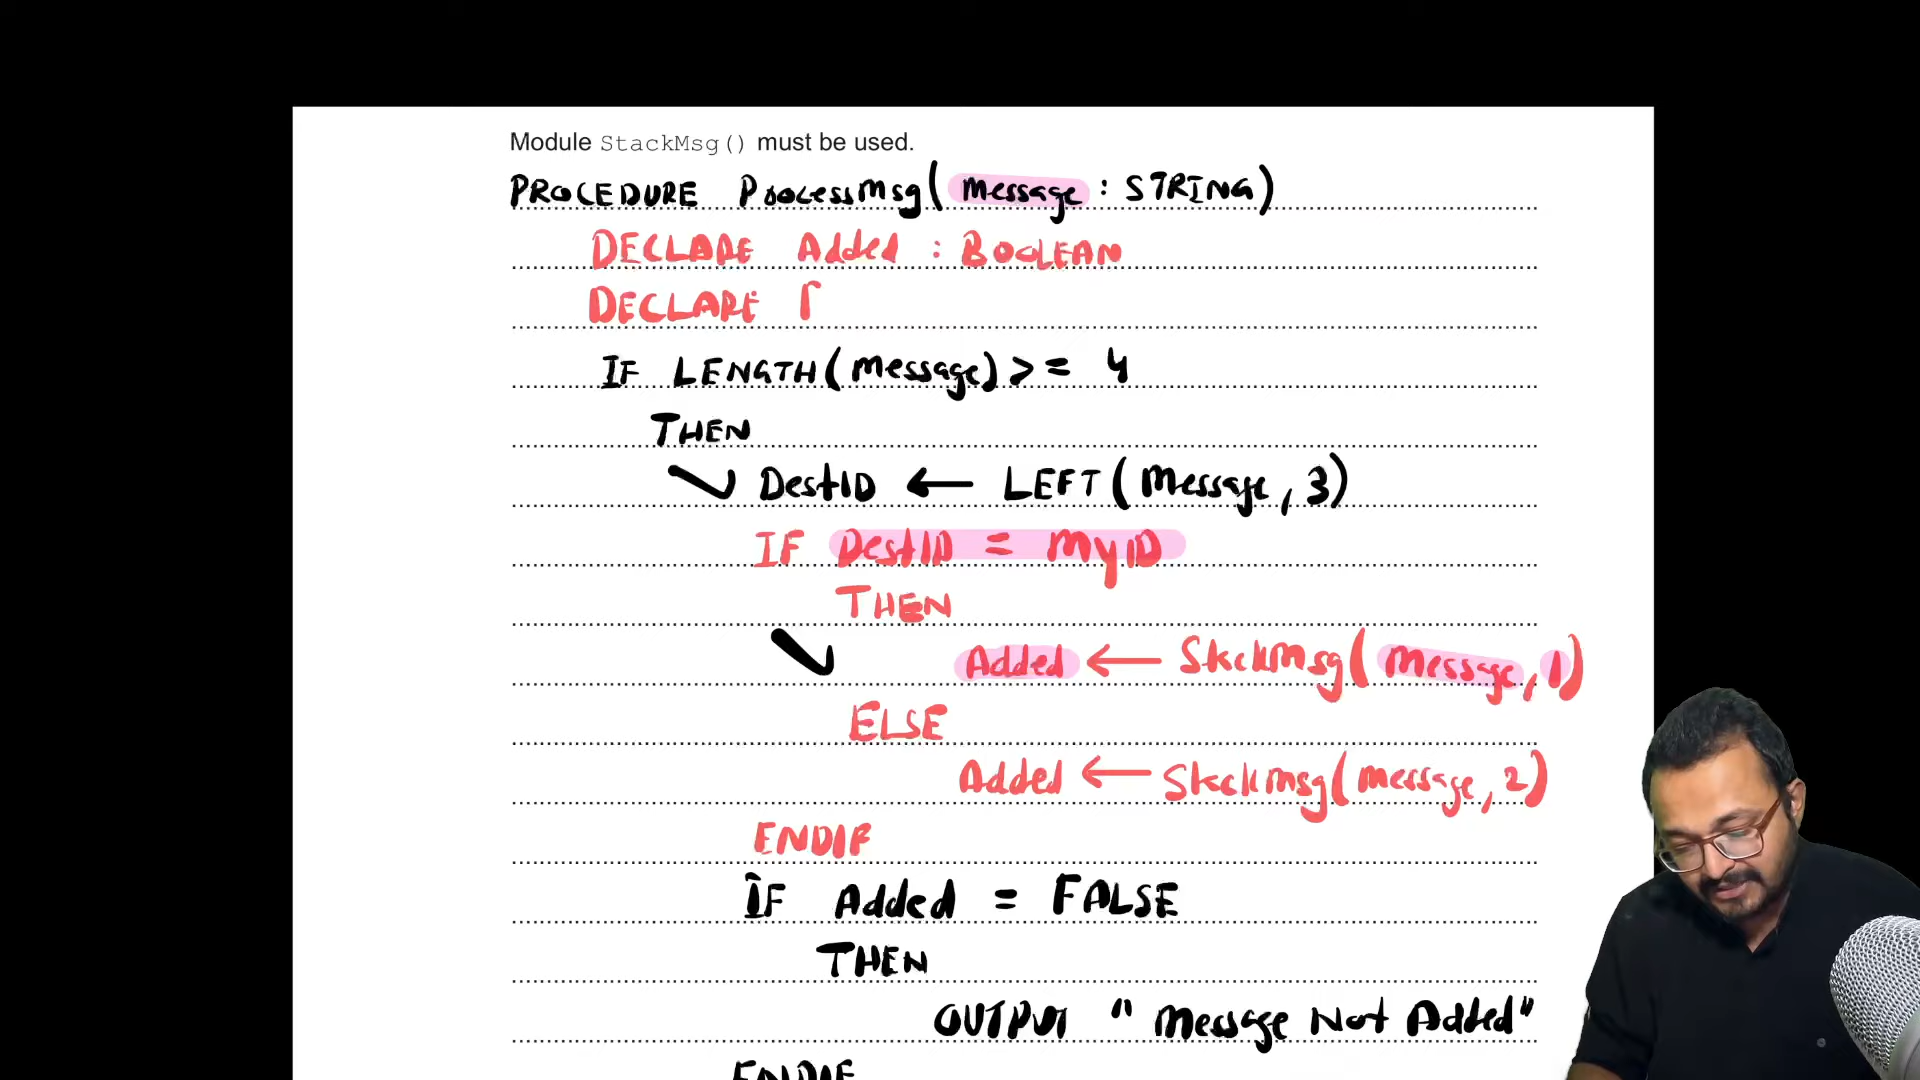 Module StackMsg() must be used.
PROCEDURE ProcessMsg(Message : STRING)
DECLARE Added : BOOLEAN
DECLARE
IF LENGTH(Message) >= 4
THEN
DestID ← LEFT(Message, 3)
IF DestID = MyID
THEN
Added ← StackMsg(Message, 1)
ELSE
Added ← StackMsg(Message, 2)
ENDIF
IF Added = FALSE
THEN
OUTPUT "Message Not Added"
ENDIF